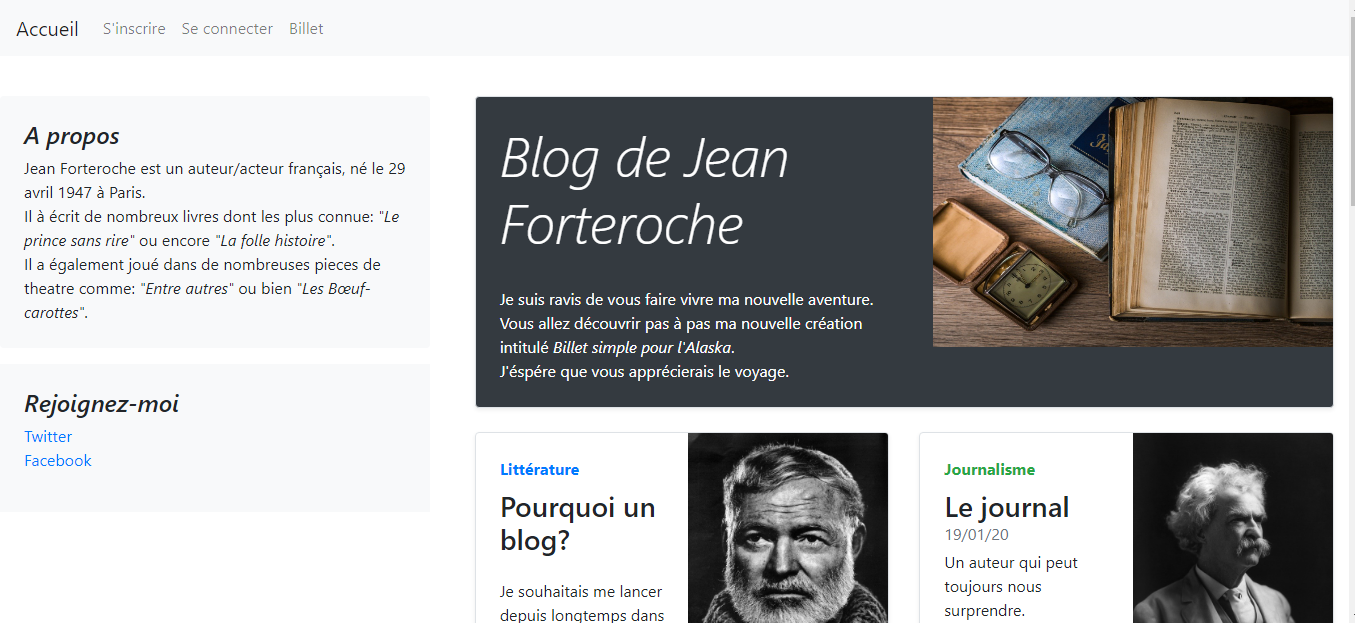 Accueil S'inscrire Se connecter Billet
A propos
Jean Forteroche est un auteur/acteur français, né le 29
avril 1947 à Paris.
Il à écrit de nombreux livres dont les plus connue: "Le
prince sans rire" ou encore "La folle histoire".
Il a également joué dans de nombreuses pieces de
theatre comme: "Entre autres" ou bien "Les Bœuf-
carottes".
Rejoignez-moi
Twitter
Facebook
Blog de Jean
Forteroche
Je suis ravis de vous faire vivre ma nouvelle aventure.
Vous allez découvrir pas à pas ma nouvelle création
intitulé Billet simple pour l'Alaska.
J'éspére que vous apprécierais le voyage.
Littérature
Pourquoi un
blog?
Je souhaitais me lancer
depuis longtemps dans
Journalisme
Le journal
19/01/20
Un auteur qui peut
toujours nous
surprendre.